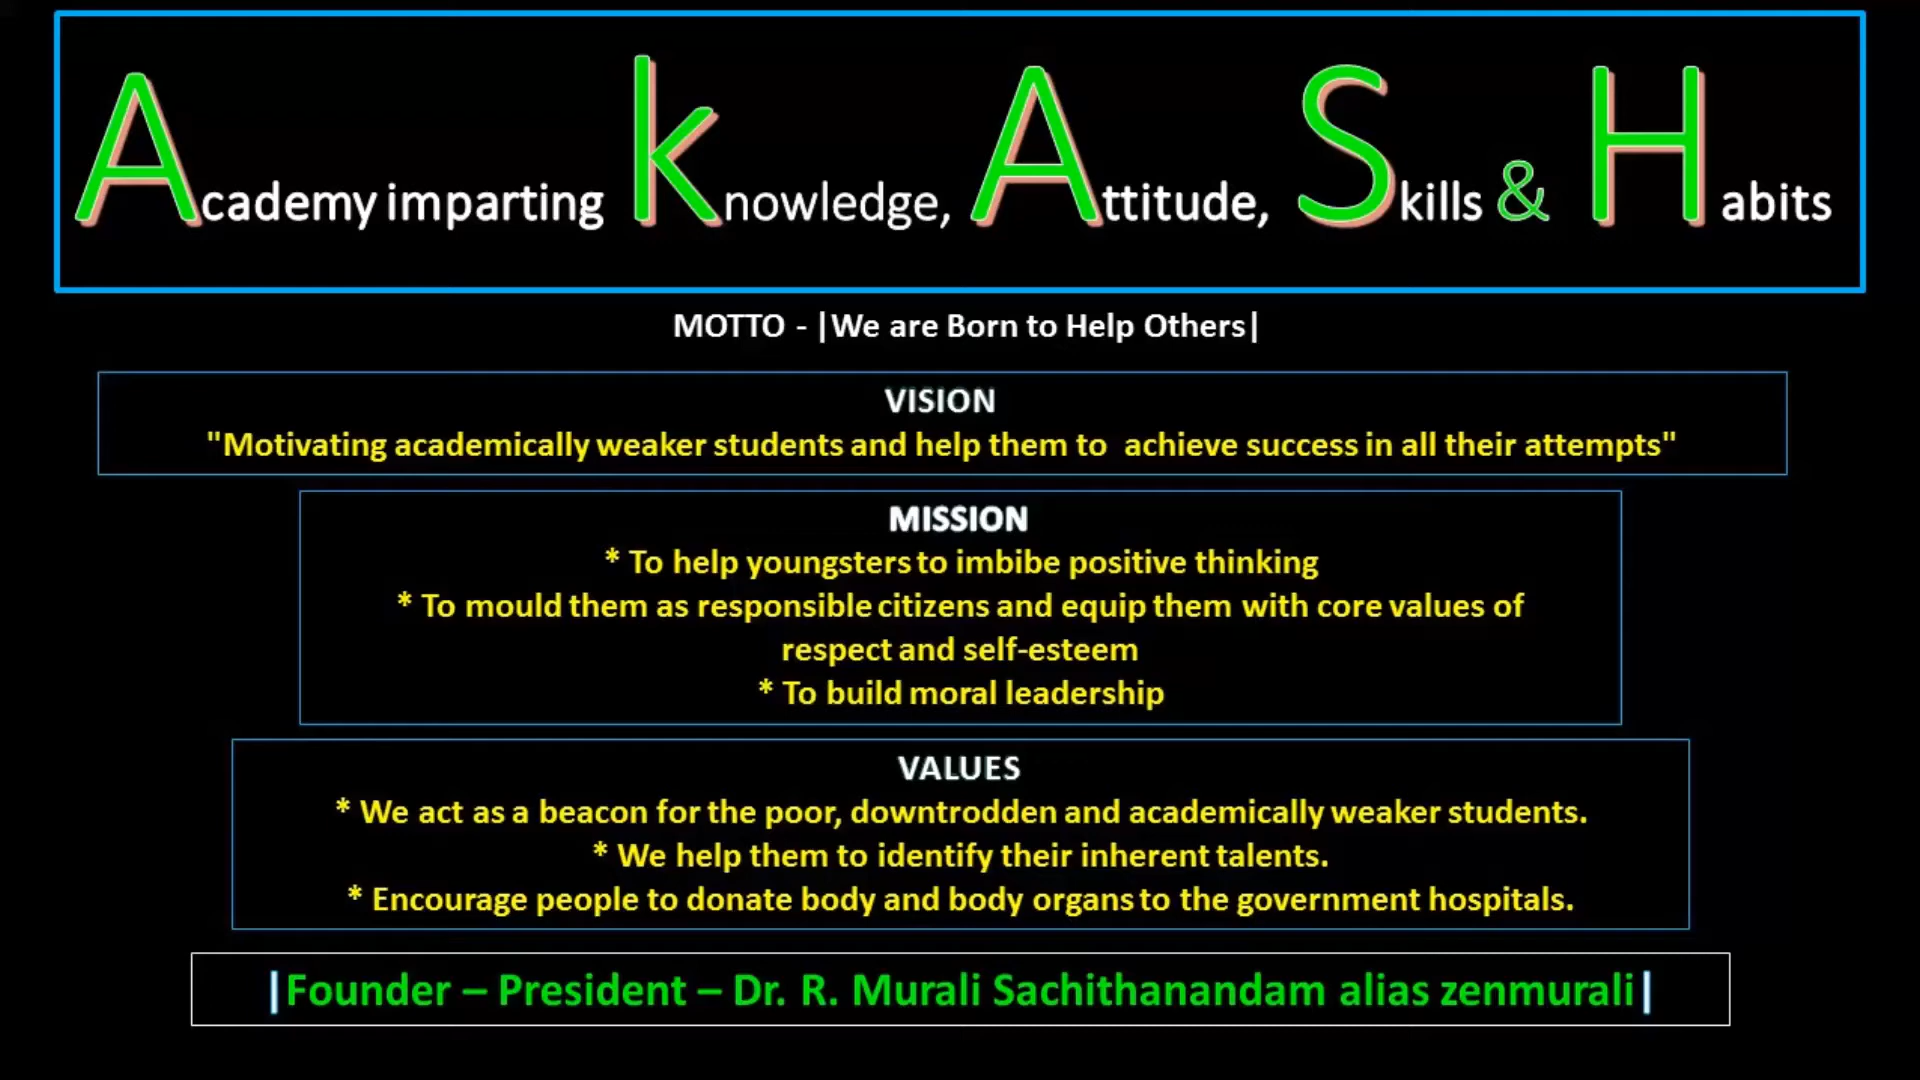 Academy imparting knowledge, Attitude, Skills & Habits
MOTTO - |We are Born to Help Others|
VISION
"Motivating academically weaker students and help them to achieve success in all their attempts"
MISSION
* To help youngsters to imbibe positive thinking
* To mould them as responsible citizens and equip them with core values of
respect and self-esteem
* To build moral leadership
VALUES
* We act as a beacon for the poor, downtrodden and academically weaker students.
* We help them to identify their inherent talents.
* Encourage people to donate body and body organs to the government hospitals.
|Founder – President – Dr. R. Murali Sachithanandam alias zenmurali|